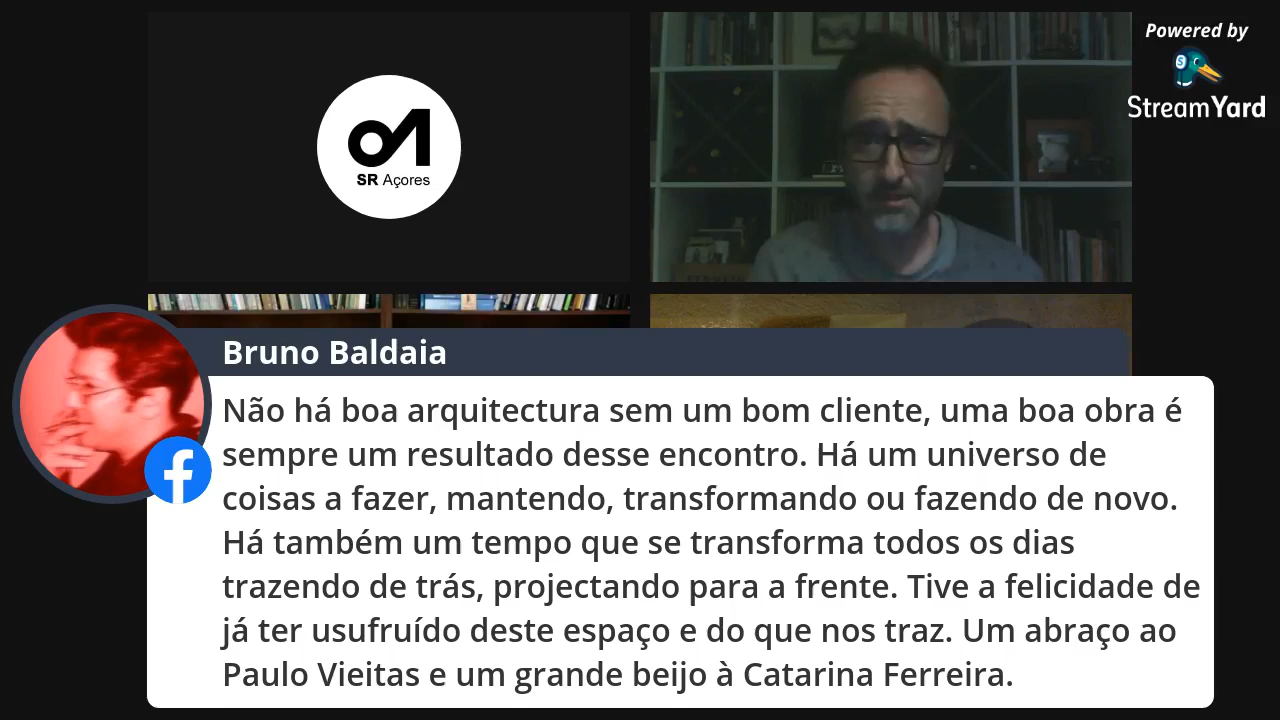 Powered by
StreamYard
OA
SR Açores
Bruno Baldaia
Não há boa arquitectura sem um bom cliente, uma boa obra é
sempre um resultado desse encontro. Há um universo de
coisas a fazer, mantendo, transformando ou fazendo de novo.
Há também um tempo que se transforma todos os dias
trazendo de trás, projectando para a frente. Tive a felicidade de
já ter usufruído deste espaço e do que nos traz. Um abraço ao
Paulo Vieitas e um grande beijo à Catarina Ferreira.